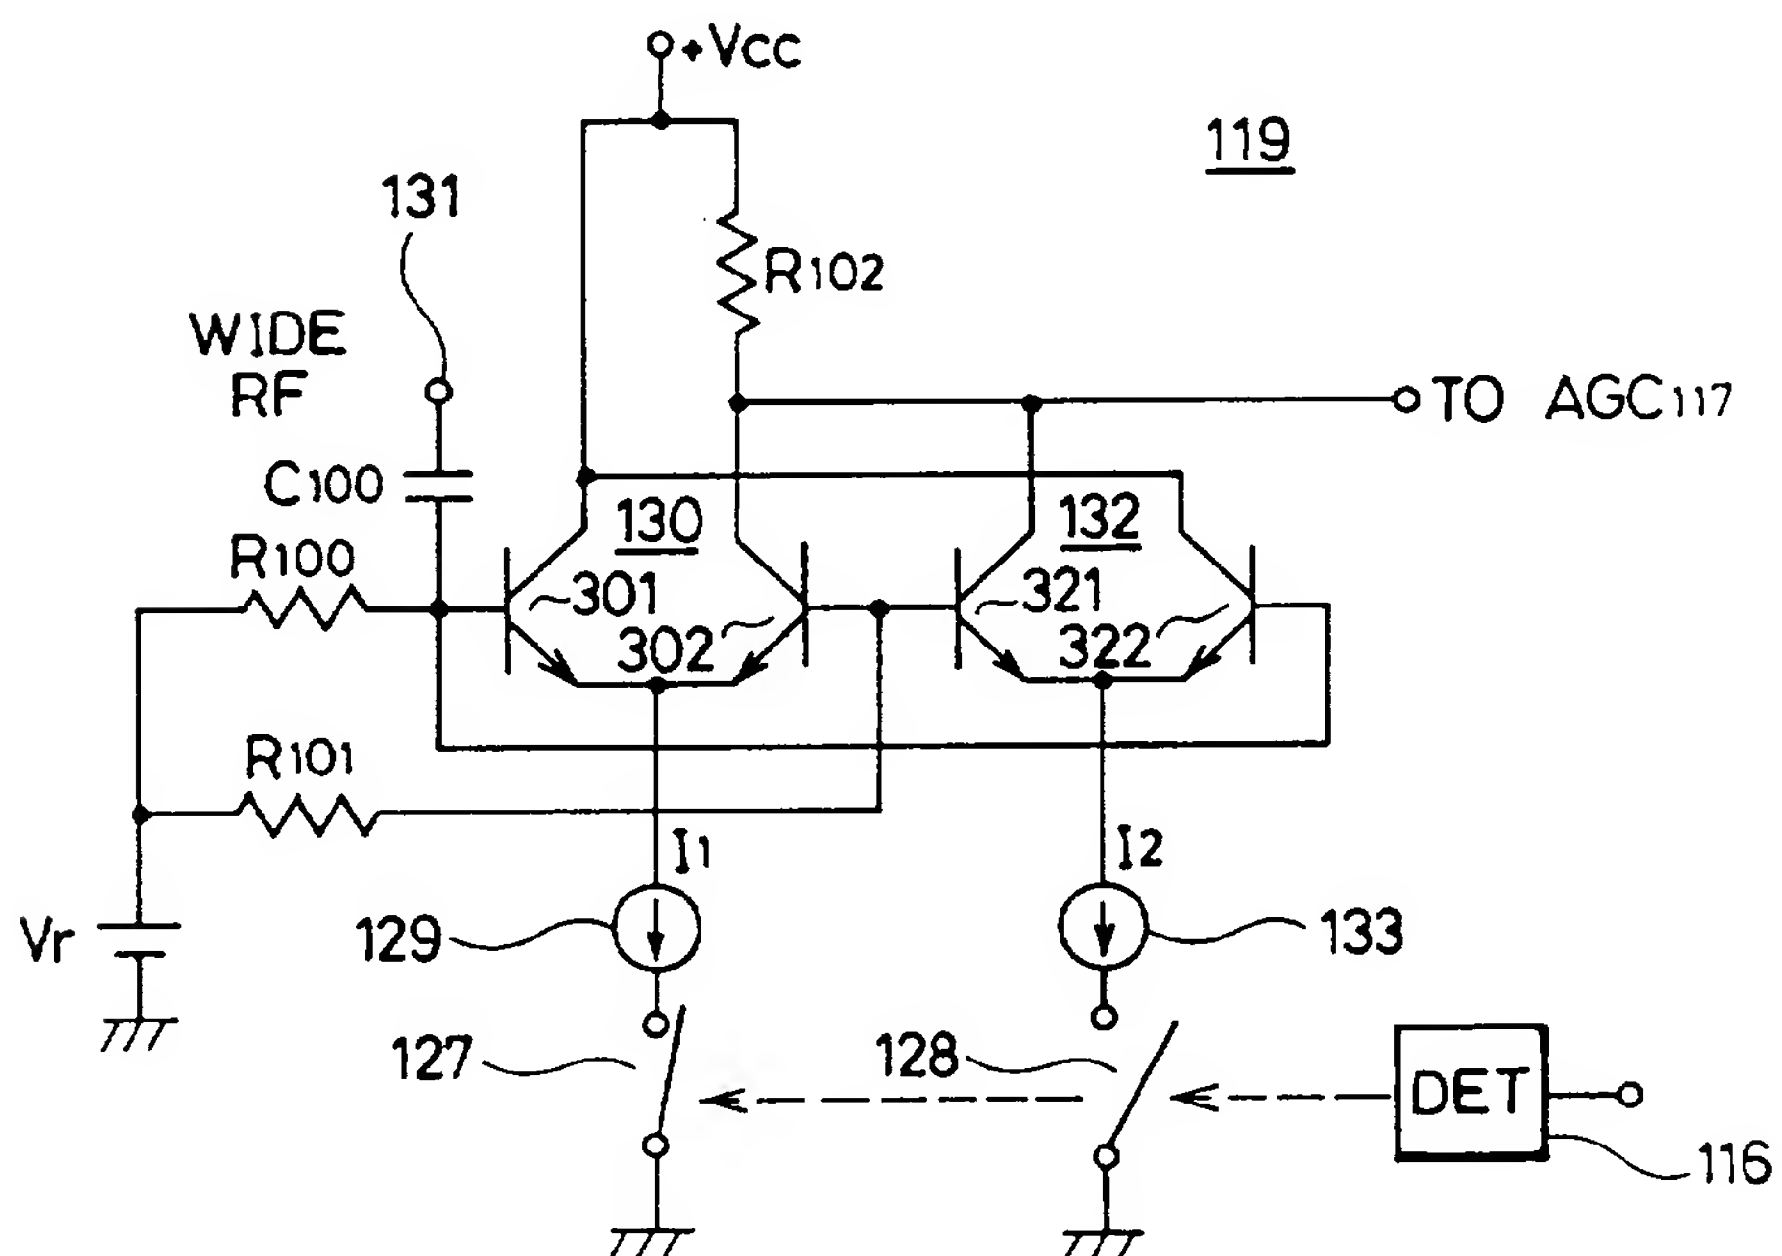 +Vcc
119
131
R102
WIDE
RF
TO AGC117
C100
130
132
R100
301
321
302
322
R101
I1
I2
Vr
129
133
127
128
DET
116